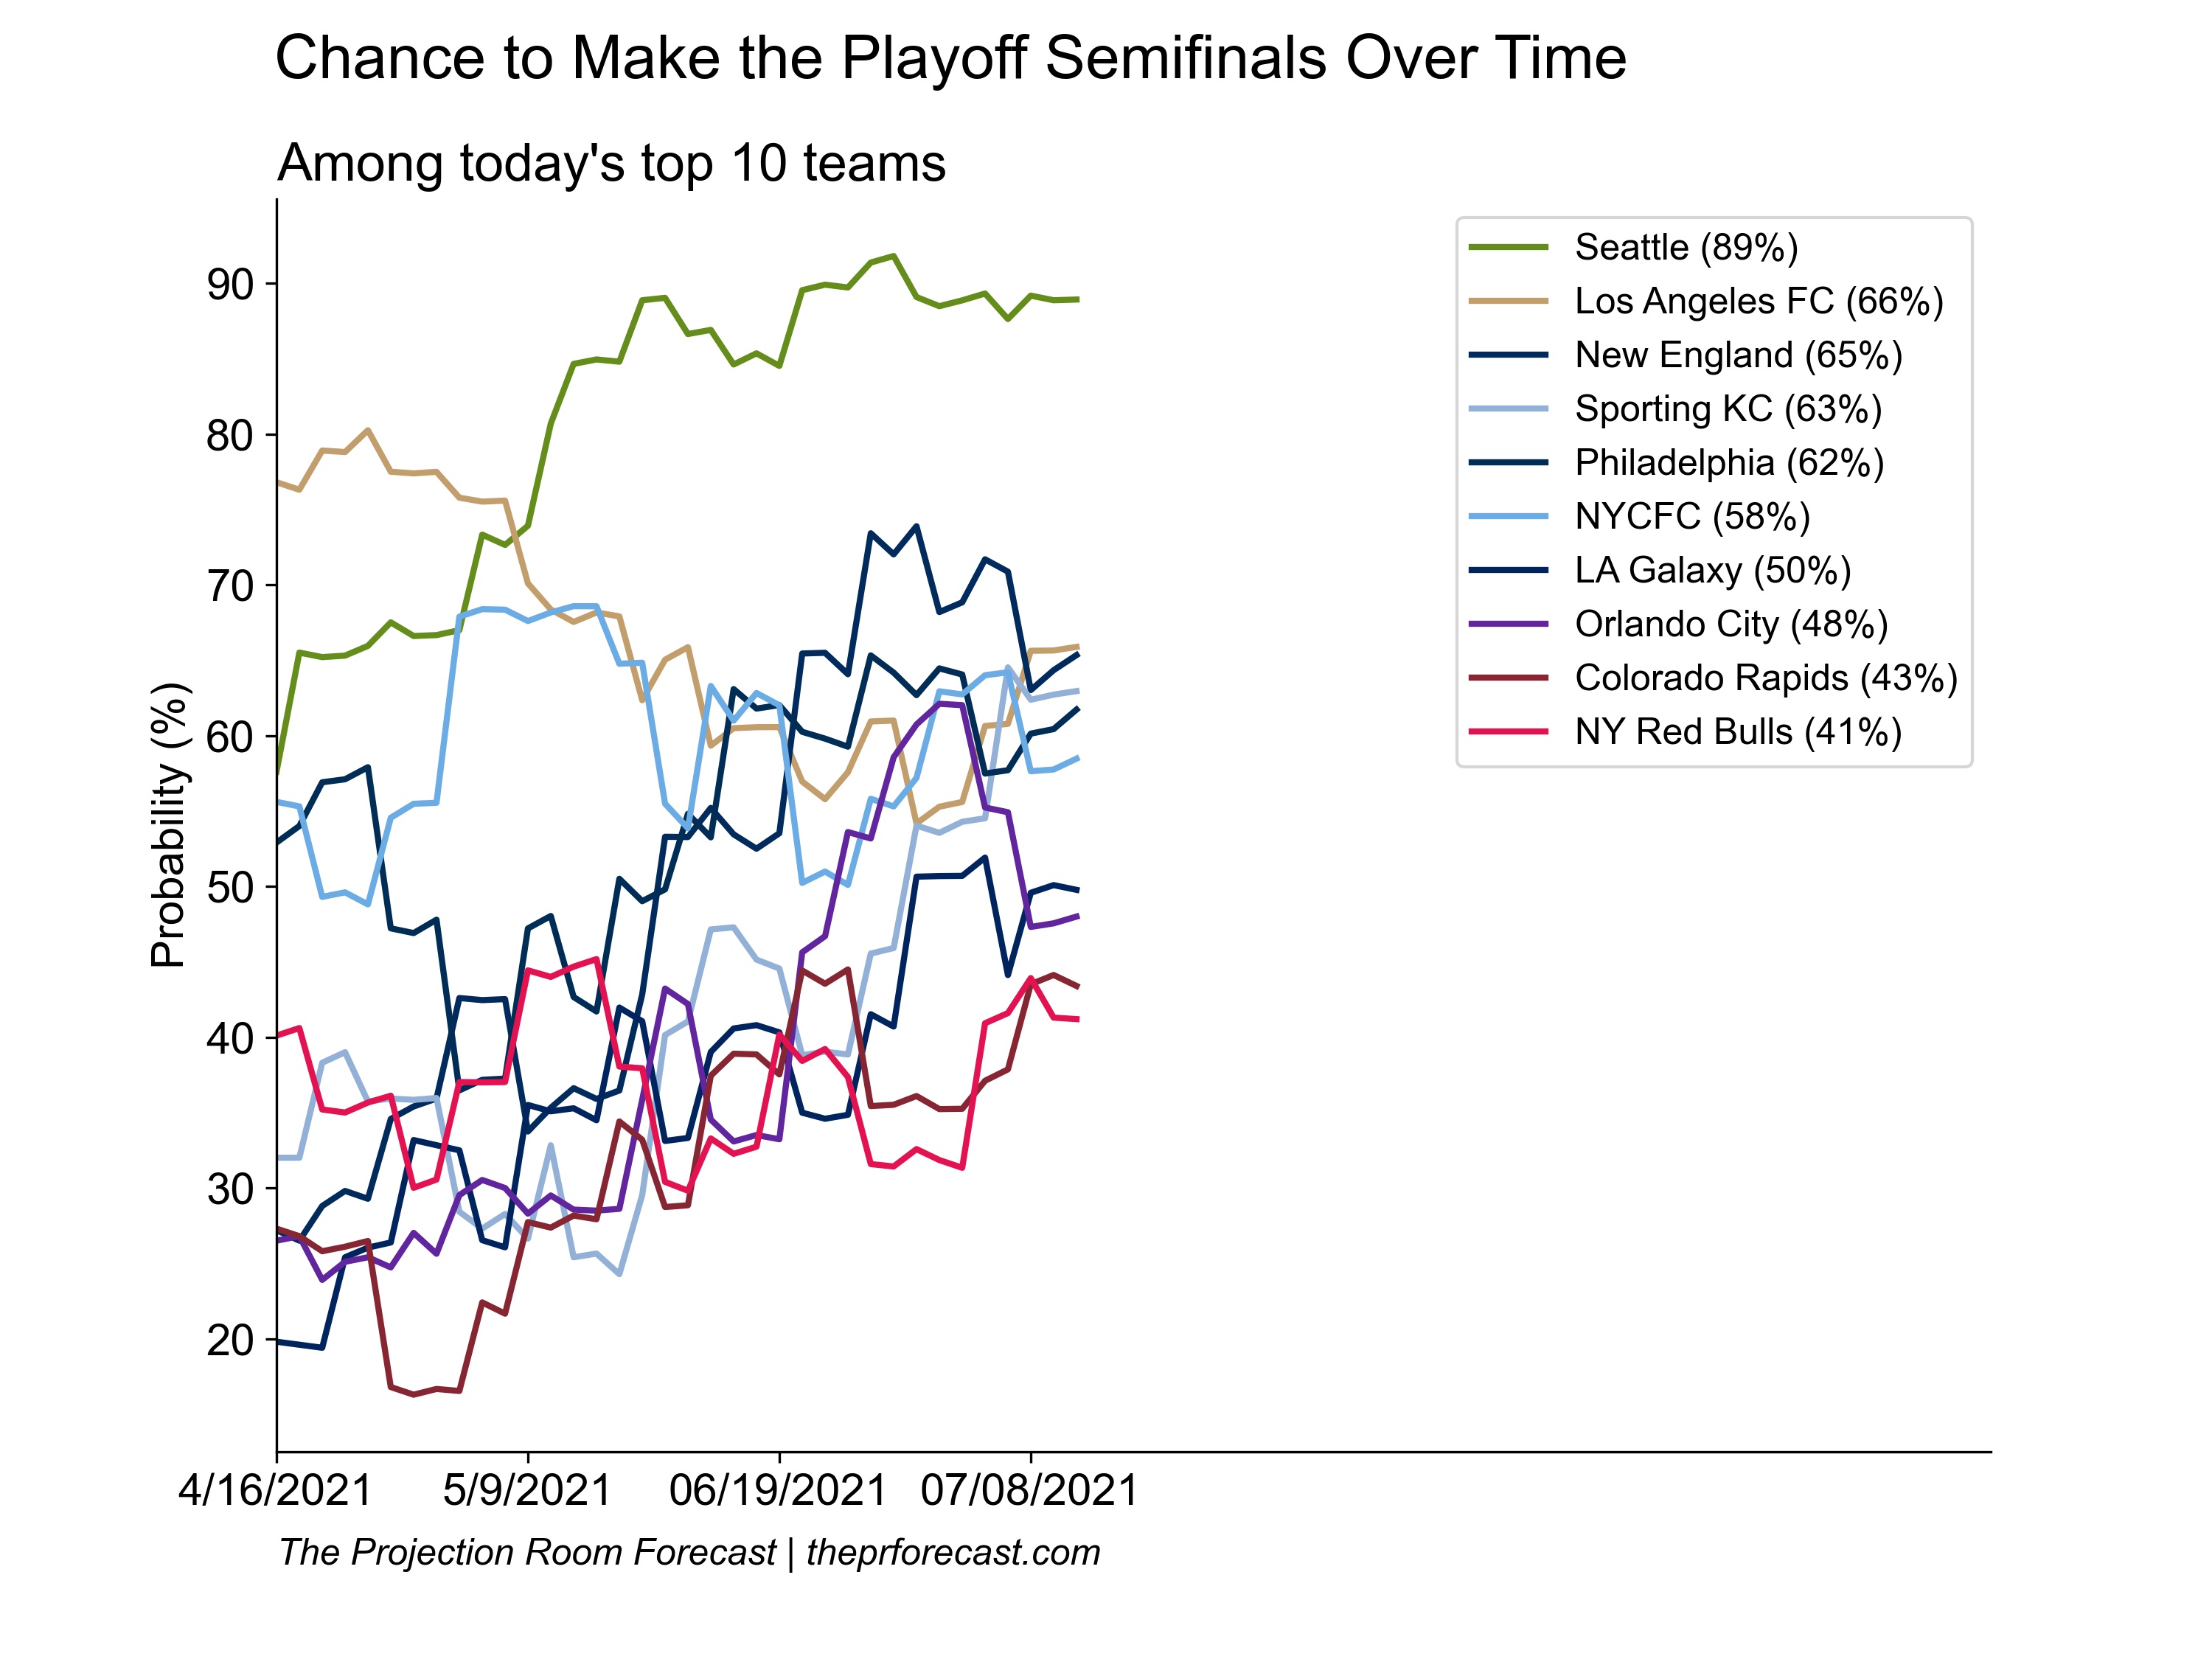 Chance to Make the Playoff Semifinals Over Time
Among today's top 10 teams
Probability (%)
90
80
70
60
50
40
30
20
4/16/2021 5/9/2021 06/19/2021 07/08/2021
Seattle (89%)
Los Angeles FC (66%)
New England (65%)
Sporting KC (63%)
Philadelphia (62%)
NYCFC (58%)
LA Galaxy (50%)
Orlando City (48%)
Colorado Rapids (43%)
NY Red Bulls (41%)
The Projection Room Forecast | theprforecast.com